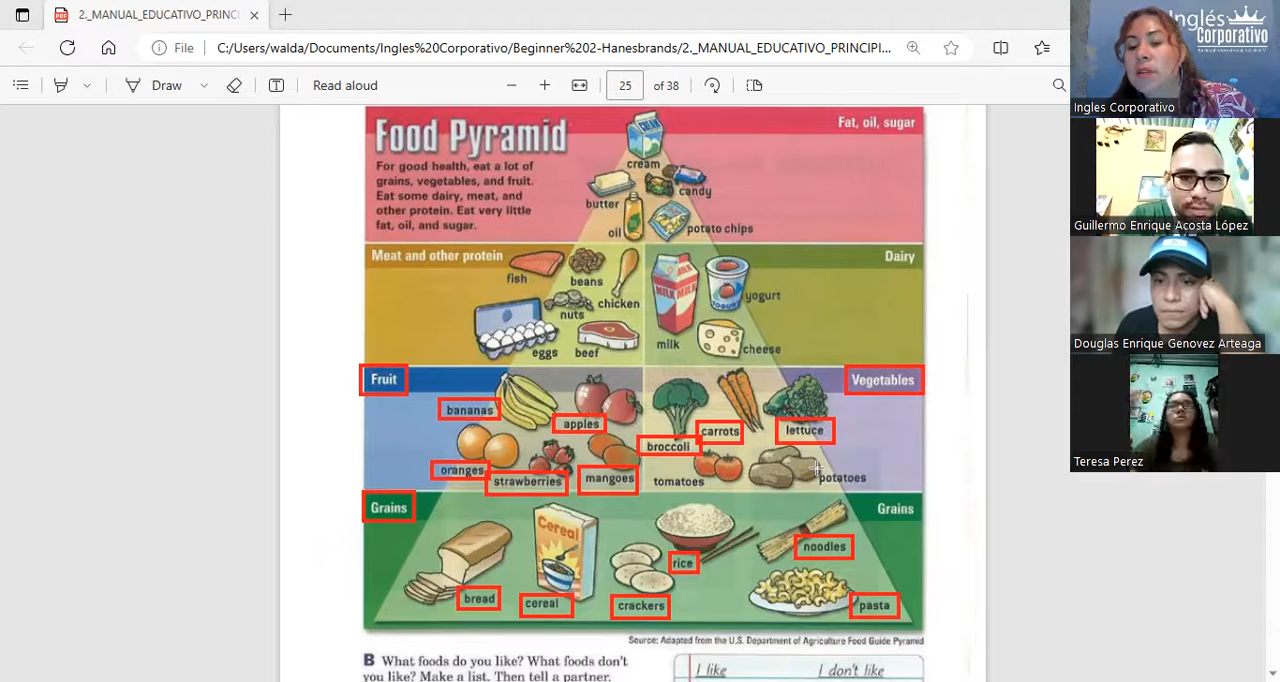 2._MANUAL_EDUCATIVO_PRINCI
File
C:/Users/walda/Documents/Ingles%20Corporativo/Beginner%202-Hanesbrands/2._MANUAL_EDUCATIVO_PRINCIPI...
Draw
Read aloud
25
of 38
Food Pyramid
Fat, oil, sugar
For good health, eat a lot of
grains, vegetables, and fruit.
Eat some dairy, meat, and
other protein. Eat very little
fat, oil, and sugar.
cream
candy
butter
oil
potato chips
Meat and other protein
Dairy
fish
beans
chicken
nuts
eggs
beef
MILK
yogurt
milk
cheese
Fruit
Vegetables
bananas
apples
carrots
lettuce
broccoli
oranges
strawberries
mangoes
tomatoes
potatoes
Grains
Grains
Cereal
noodles
rice
bread
cereal
crackers
pasta
Source: Adapted from the U.S. Department of Agriculture Food Guide Pyramid
B What foods do you like? What foods don't
you like? Make a list. Then tell a partner.
I like
I don't like
Inglés
Corporativo
Ingles Corporativo
Guillermo Enrique Acosta López
Douglas Enrique Genovez Arteaga
Teresa Perez